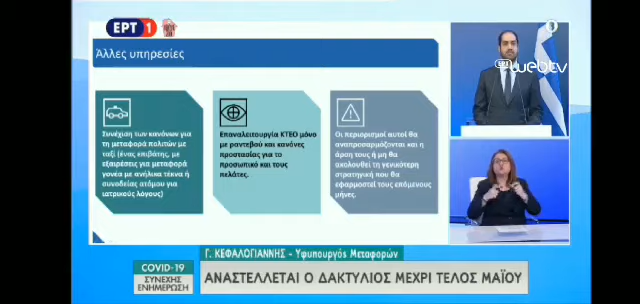 ΕΡΤ 1
Άλλες υπηρεσίες
Συνέχιση των κανόνων για
τη μεταφορά πολιτών με
ταξί (ένας επιβάτης, με
εξαιρέσεις για μεταφορά
γονέα με ανήλικα τέκνα ή
συνοδείας ατόμου για
ιατρικούς λόγους)
Επαναλειτουργία ΚΤΕΟ μόνο
με ραντεβού και κανόνες
προστασίας για το
προσωπικό και τους
πελάτες.
Οι περιορισμοί αυτοί θα
αναπροσαρμόζονται και η
άρση τους ή μη θα
ακολουθεί τη γενικότερη
στρατηγική που θα
εφαρμοστεί τους επόμενους
μήνες.
webtv
Γ. ΚΕΦΑΛΟΓΙΑΝΝΗΣ – Υφυπουργός Μεταφορών
COVID-19
ΣΥΝΕΧΗΣ
ΕΝΗΜΕΡΩΣΗ
ΑΝΑΣΤΕΛΛΕΤΑΙ Ο ΔΑΚΤΥΛΙΟΣ ΜΕΧΡΙ ΤΕΛΟΣ ΜΑΪΟΥ